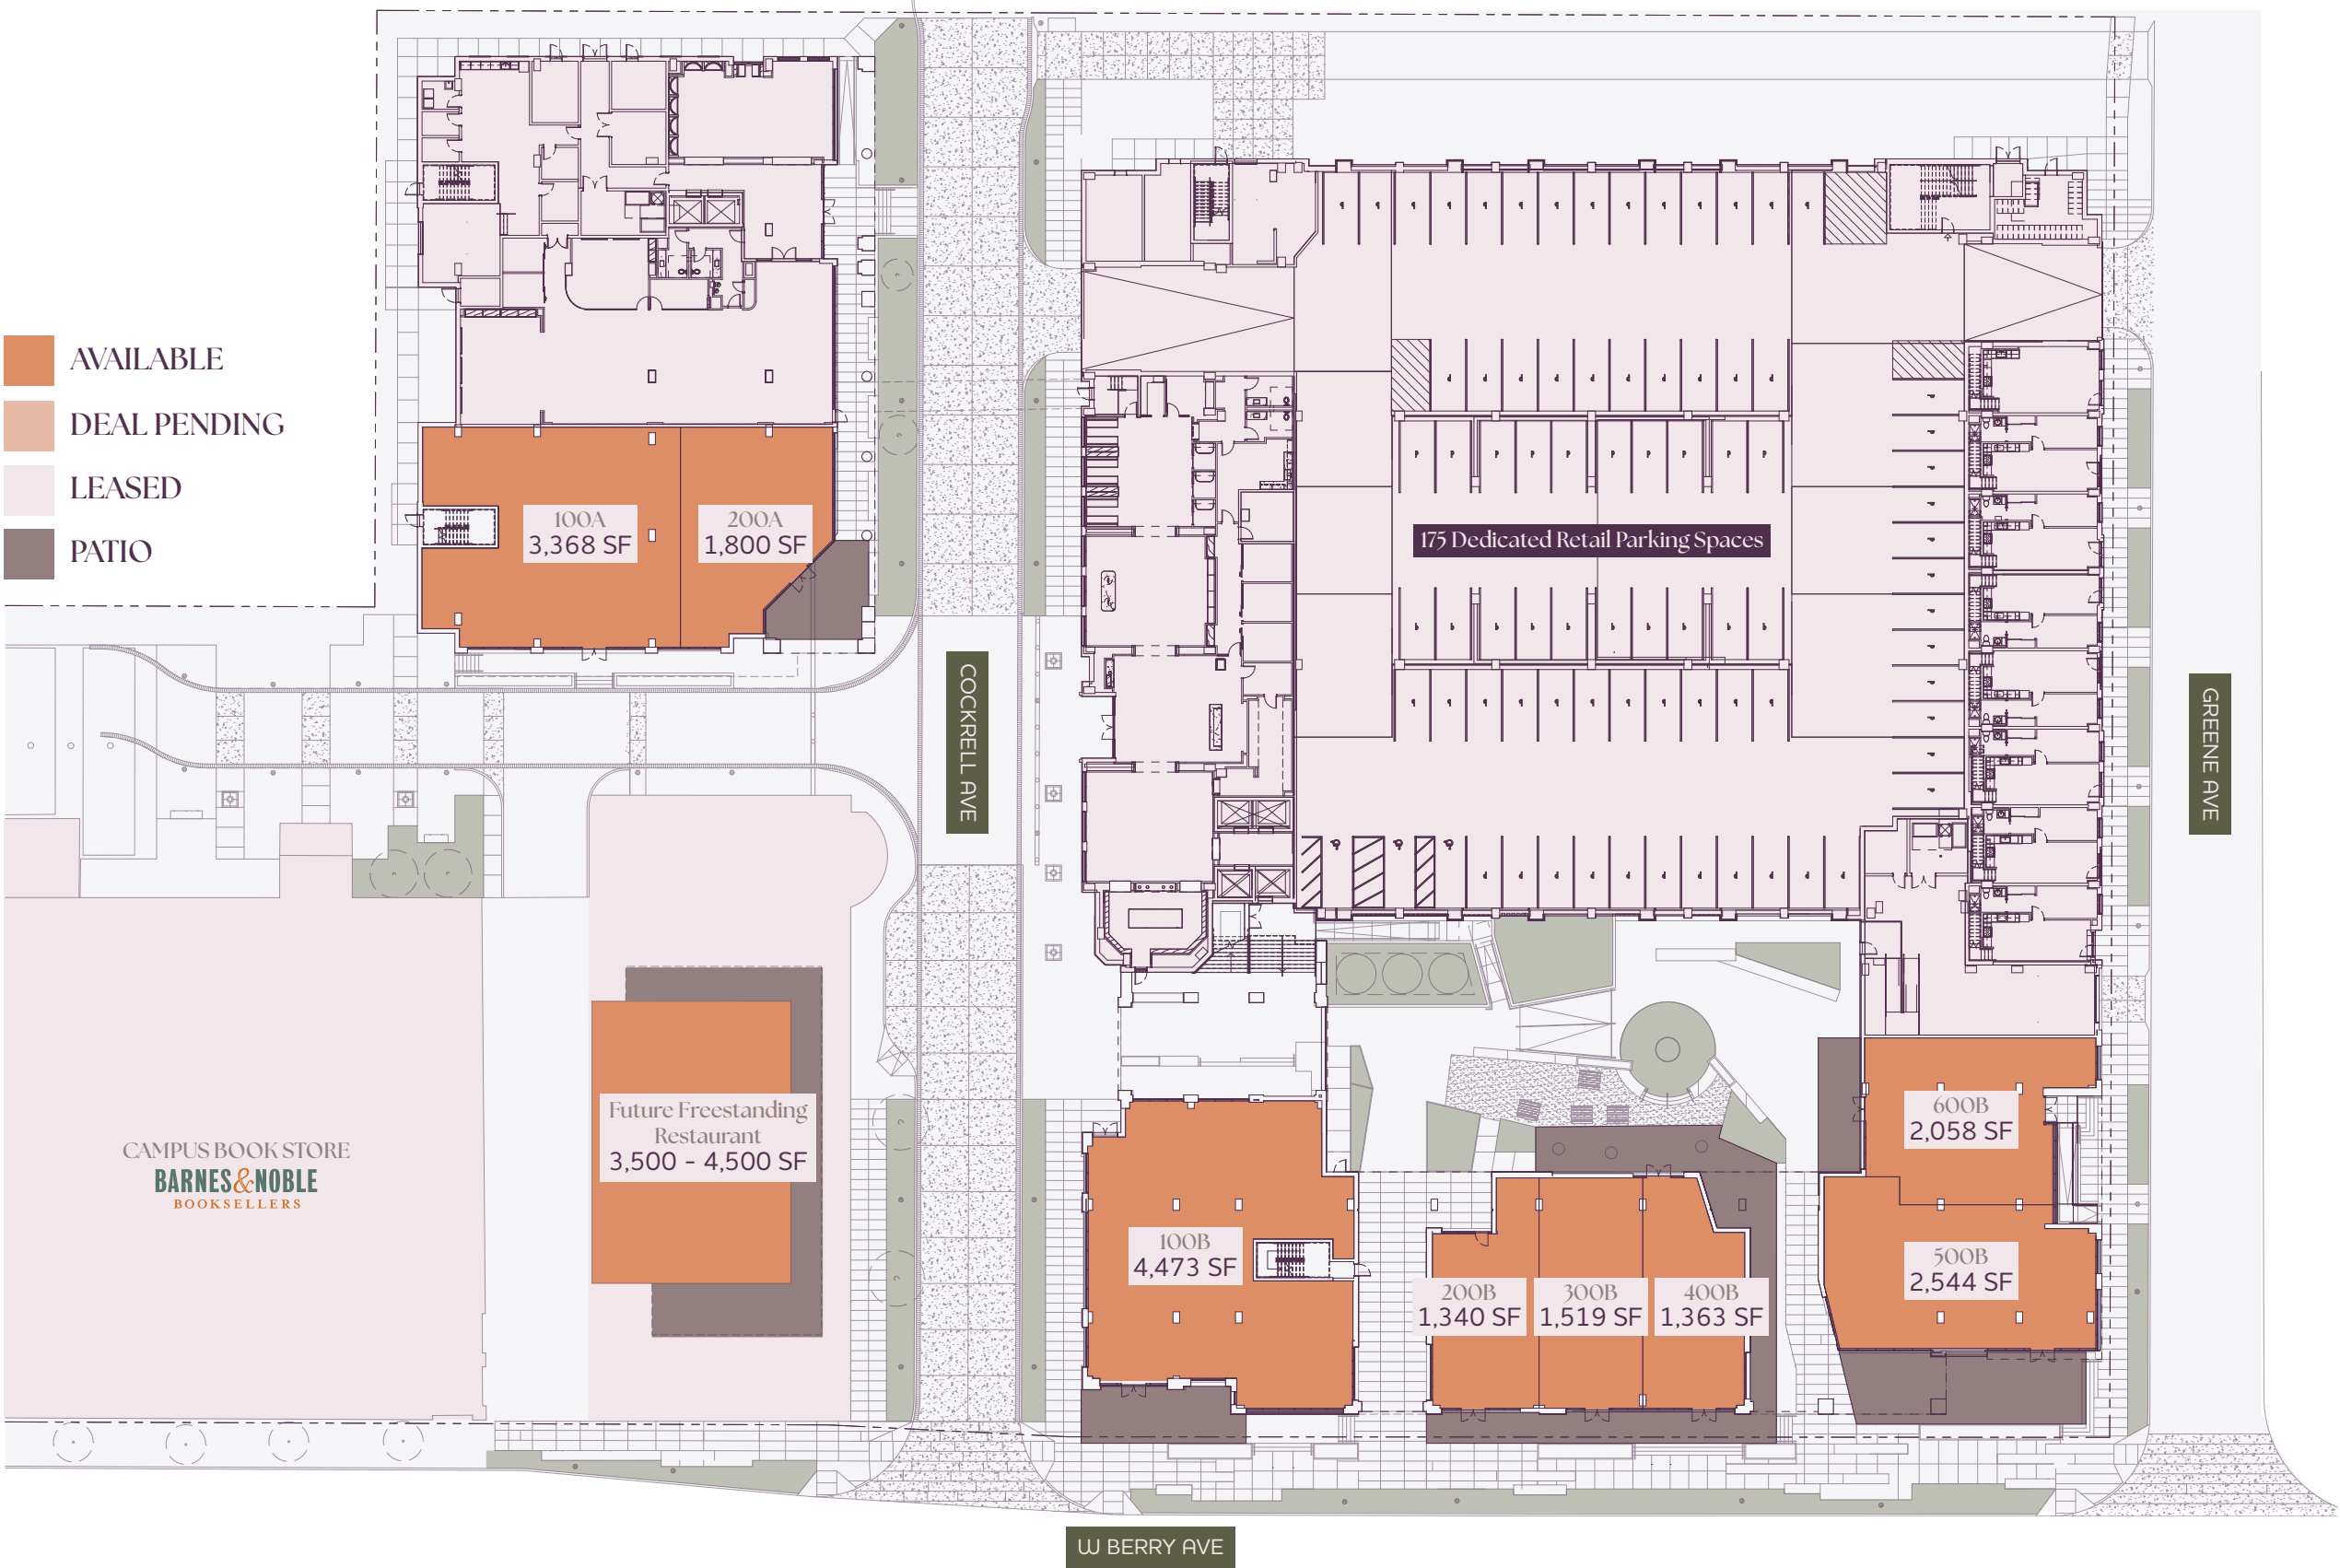 AVAILABLE
DEAL PENDING
LEASED
PATIO
100A
3,368 SF
200A
1,800 SF
175 Dedicated Retail Parking Spaces
COCKRELL AVE
GREENE AVE
Future Freestanding
Restaurant
3,500 - 4,500 SF
CAMPUS BOOK STORE
BARNES&NOBLE
BOOKSELLERS
600B
2,058 SF
100B
4,473 SF
500B
2,544 SF
200B
1,340 SF
300B
1,519 SF
400B
1,363 SF
W BERRY AVE